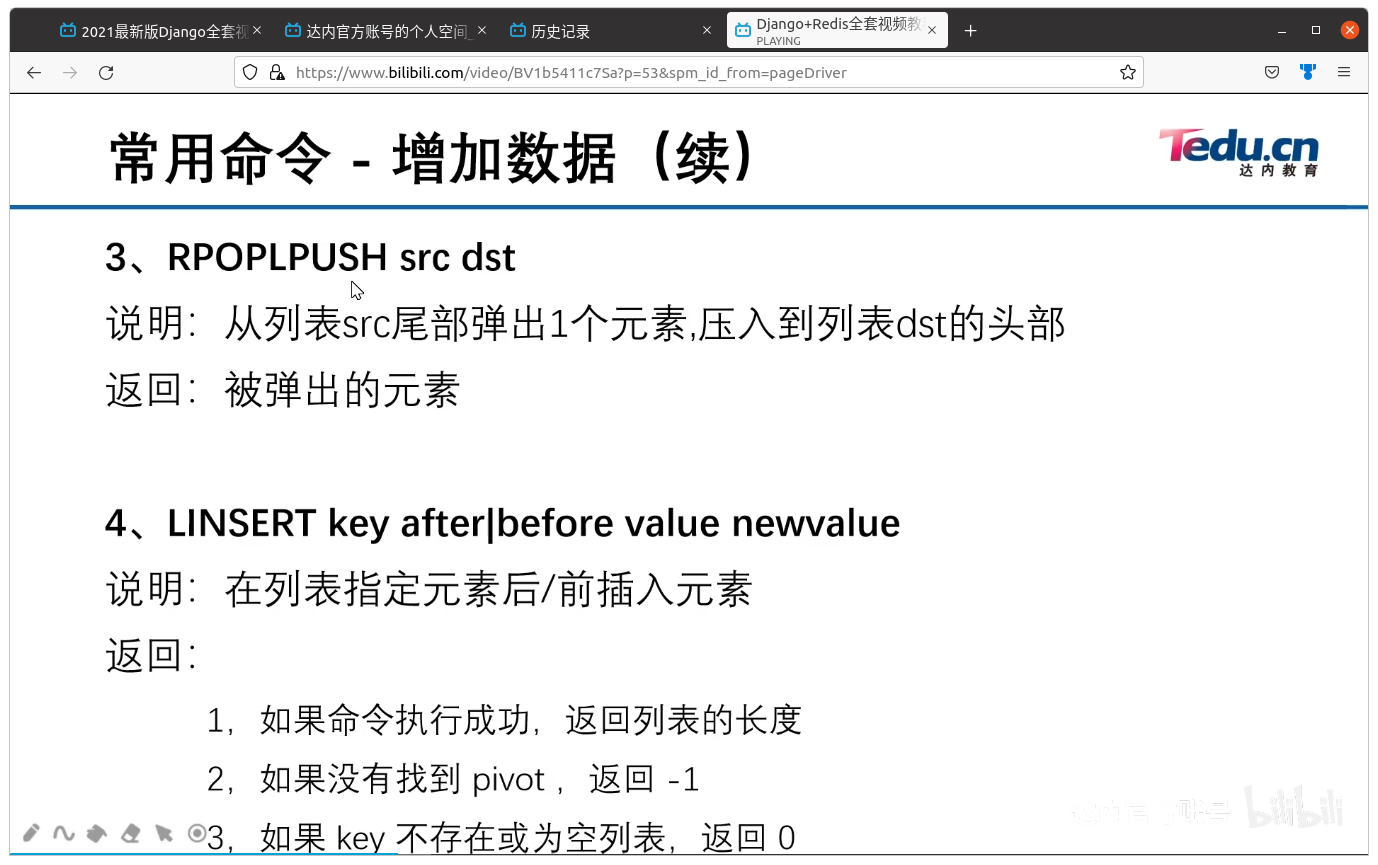 2021最新版Django全套视
达内官方账号的个人空间_
历史记录
Django+Redis全套视频教
PLAYING
https://www.bilibili.com/video/BV1b5411c7Sa?p=53&spm_id_from=pageDriver
常用命令 - 增加数据（续）
Tedu.cn
达内教育
3、RPOPLPUSH src dst
说明：从列表src尾部弹出1个元素,压入到列表dst的头部
返回：被弹出的元素
4、LINSERT key after|before value newvalue
说明：在列表指定元素后/前插入元素
返回：
1，如果命令执行成功，返回列表的长度
2，如果没有找到 pivot ，返回 -1
3，如果 key 不存在或为空列表，返回 0
达内官方账号 bilibili